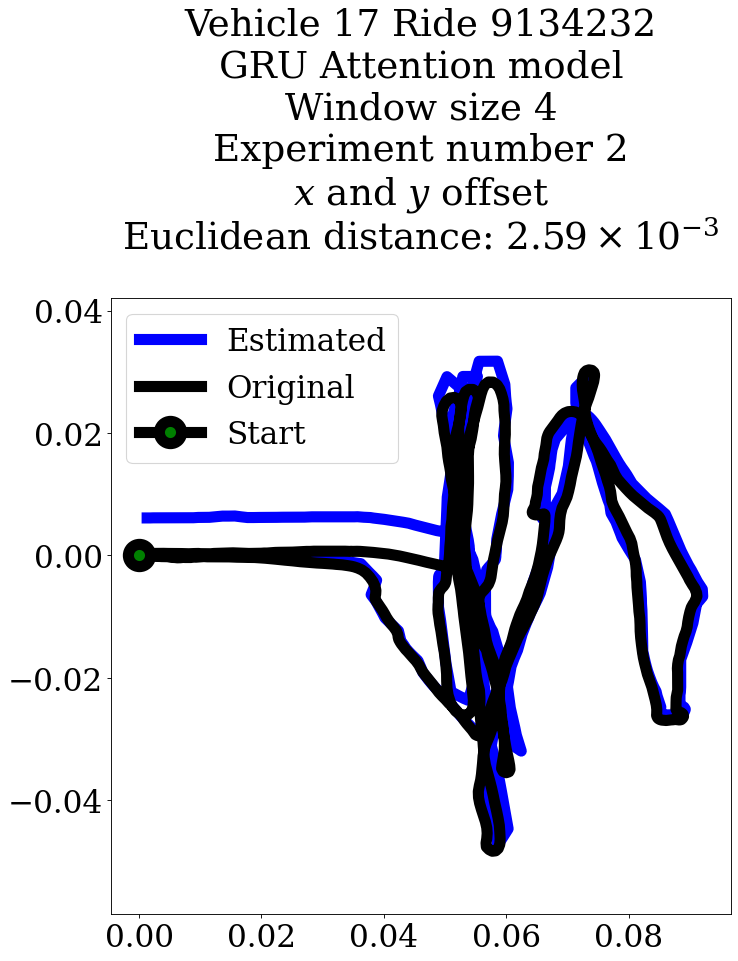 Vehicle 17 Ride 9134232
GRU Attention model
Window size 4
Experiment number 2
x and y offset
Euclidean distance: 2.59 × 10⁻³
0.04
0.02
0.00
−0.02
−0.04
Estimated
Original
Start
0.00 0.02 0.04 0.06 0.08